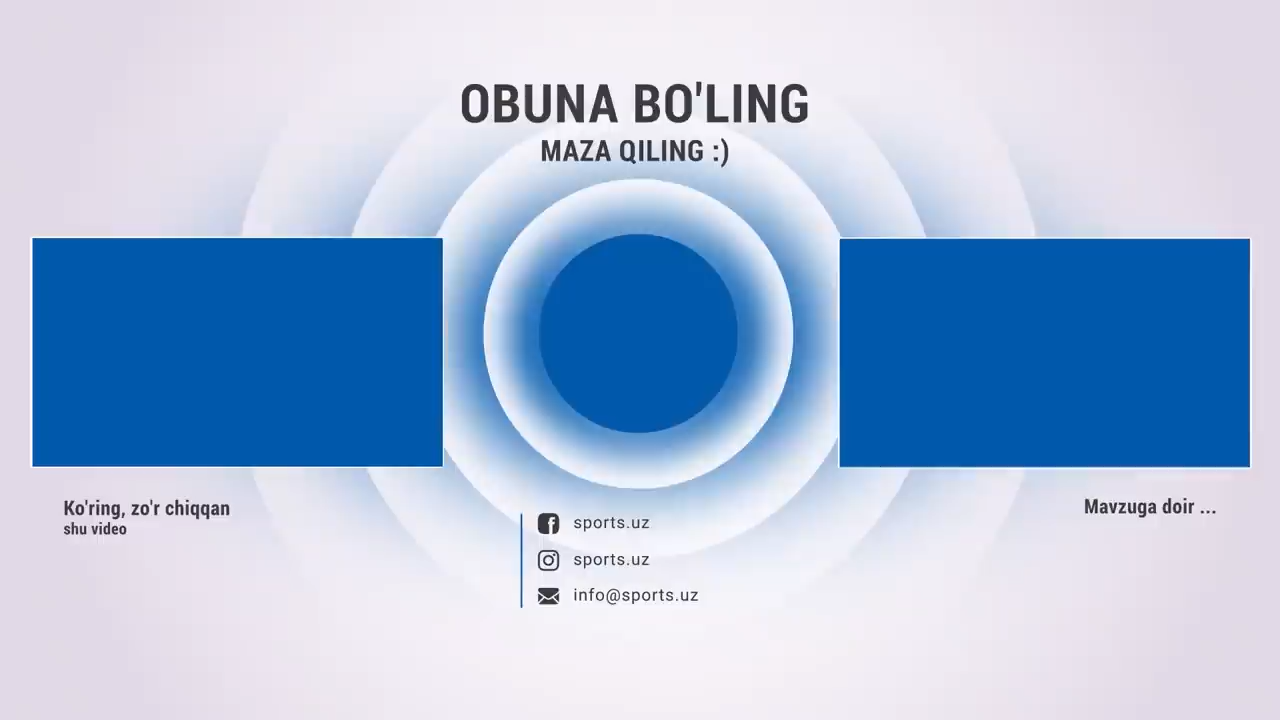 OBUNA BO'LING
MAZA QILING :)
Ko'ring, zo'r chiqqan
shu video
Mavzuga doir ...
sports.uz
sports.uz
info@sports.uz